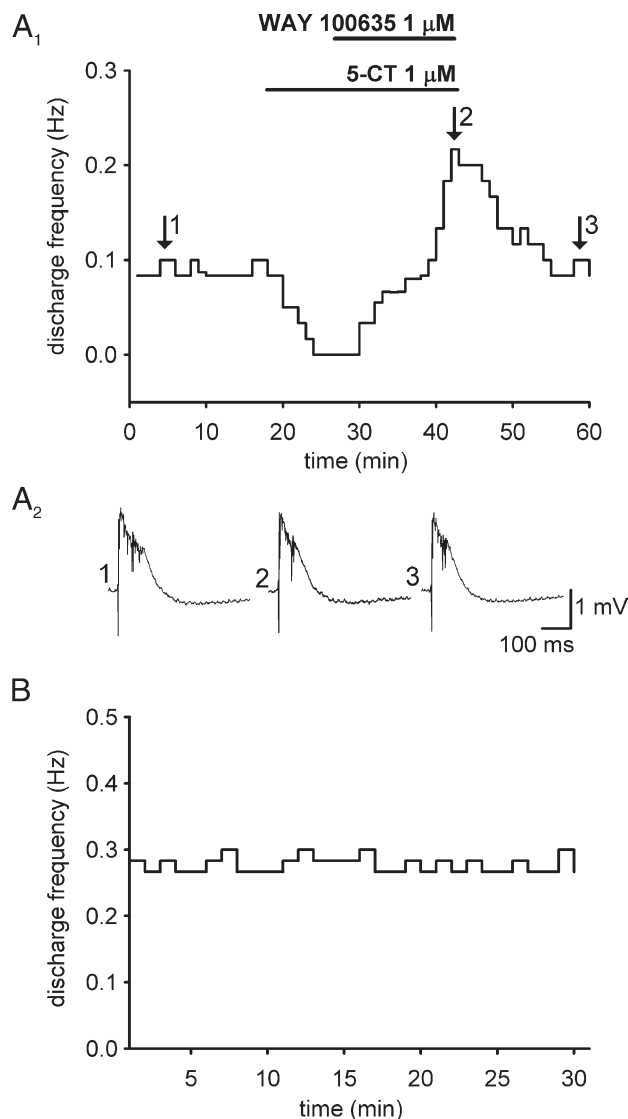 A1
WAY 100635 1 μM
5-CT 1 μM
discharge frequency (Hz)
0.3
0.2
0.1
0.0
1
2
3
0 10 20 30 40 50 60
time (min)
A2
1
2
3
1 mV
100 ms
B
discharge frequency (Hz)
0.5
0.4
0.3
0.2
0.1
0.0
5 10 15 20 25 30
time (min)